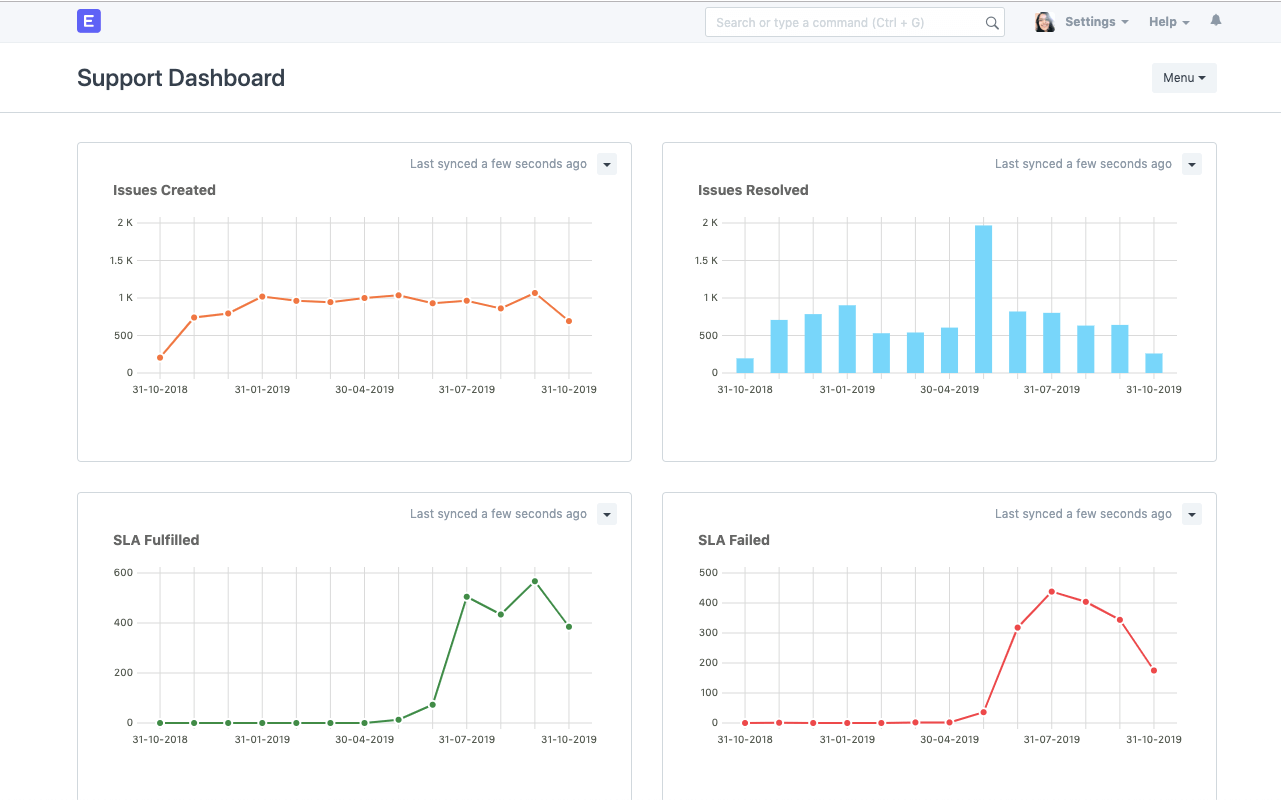 E
Search or type a command (Ctrl + G)
Settings
Help
Support Dashboard
Menu
Last synced a few seconds ago
Issues Created
2 K
1.5 K
1 K
500
0
31-10-2018 31-01-2019 30-04-2019 31-07-2019 31-10-2019
Last synced a few seconds ago
Issues Resolved
2 K
1.5 K
1 K
500
0
31-10-2018 31-01-2019 30-04-2019 31-07-2019 31-10-2019
Last synced a few seconds ago
SLA Fulfilled
600
400
200
0
31-10-2018 31-01-2019 30-04-2019 31-07-2019 31-10-2019
Last synced a few seconds ago
SLA Failed
500
400
300
200
100
0
31-10-2018 31-01-2019 30-04-2019 31-07-2019 31-10-2019